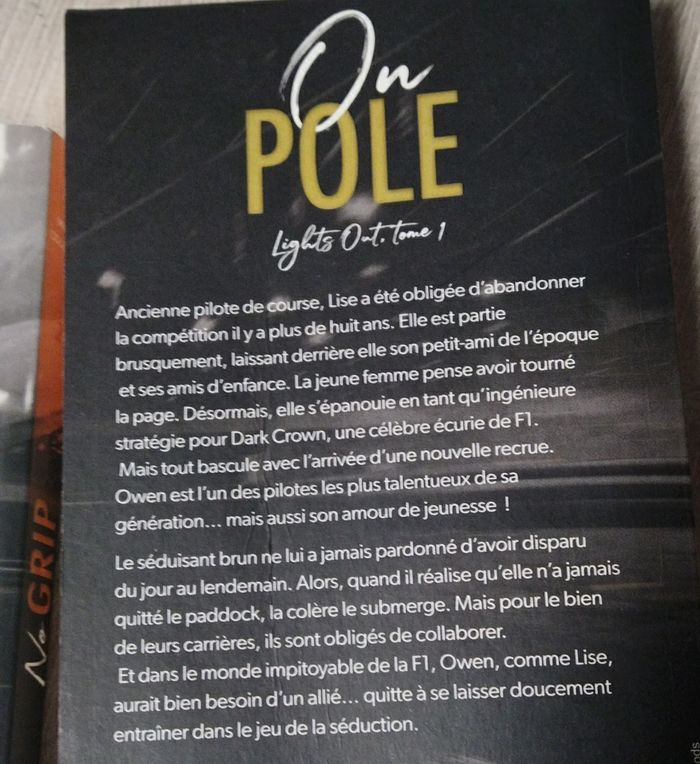 On
POLE
Lights Out, tome 1
Ancienne pilote de course, Lise a été obligée d'abandonner
la compétition il y a plus de huit ans. Elle est partie
brusquement, laissant derrière elle son petit-ami de l'époque
et ses amis d'enfance. La jeune femme pense avoir tourné
la page. Désormais, elle s'épanouie en tant qu'ingénieure
stratégie pour Dark Crown, une célèbre écurie de F1.
Mais tout bascule avec l'arrivée d'une nouvelle recrue.
Owen est l'un des pilotes les plus talentueux de sa
génération... mais aussi son amour de jeunesse !
Le séduisant brun ne lui a jamais pardonné d'avoir disparu
du jour au lendemain. Alors, quand il réalise qu'elle n'a jamais
quitté le paddock, la colère le submerge. Mais pour le bien
de leurs carrières, ils sont obligés de collaborer.
Et dans le monde impitoyable de la F1, Owen, comme Lise,
aurait bien besoin d'un allié... quitte à se laisser doucement
entraîner dans le jeu de la séduction.
No GRIP